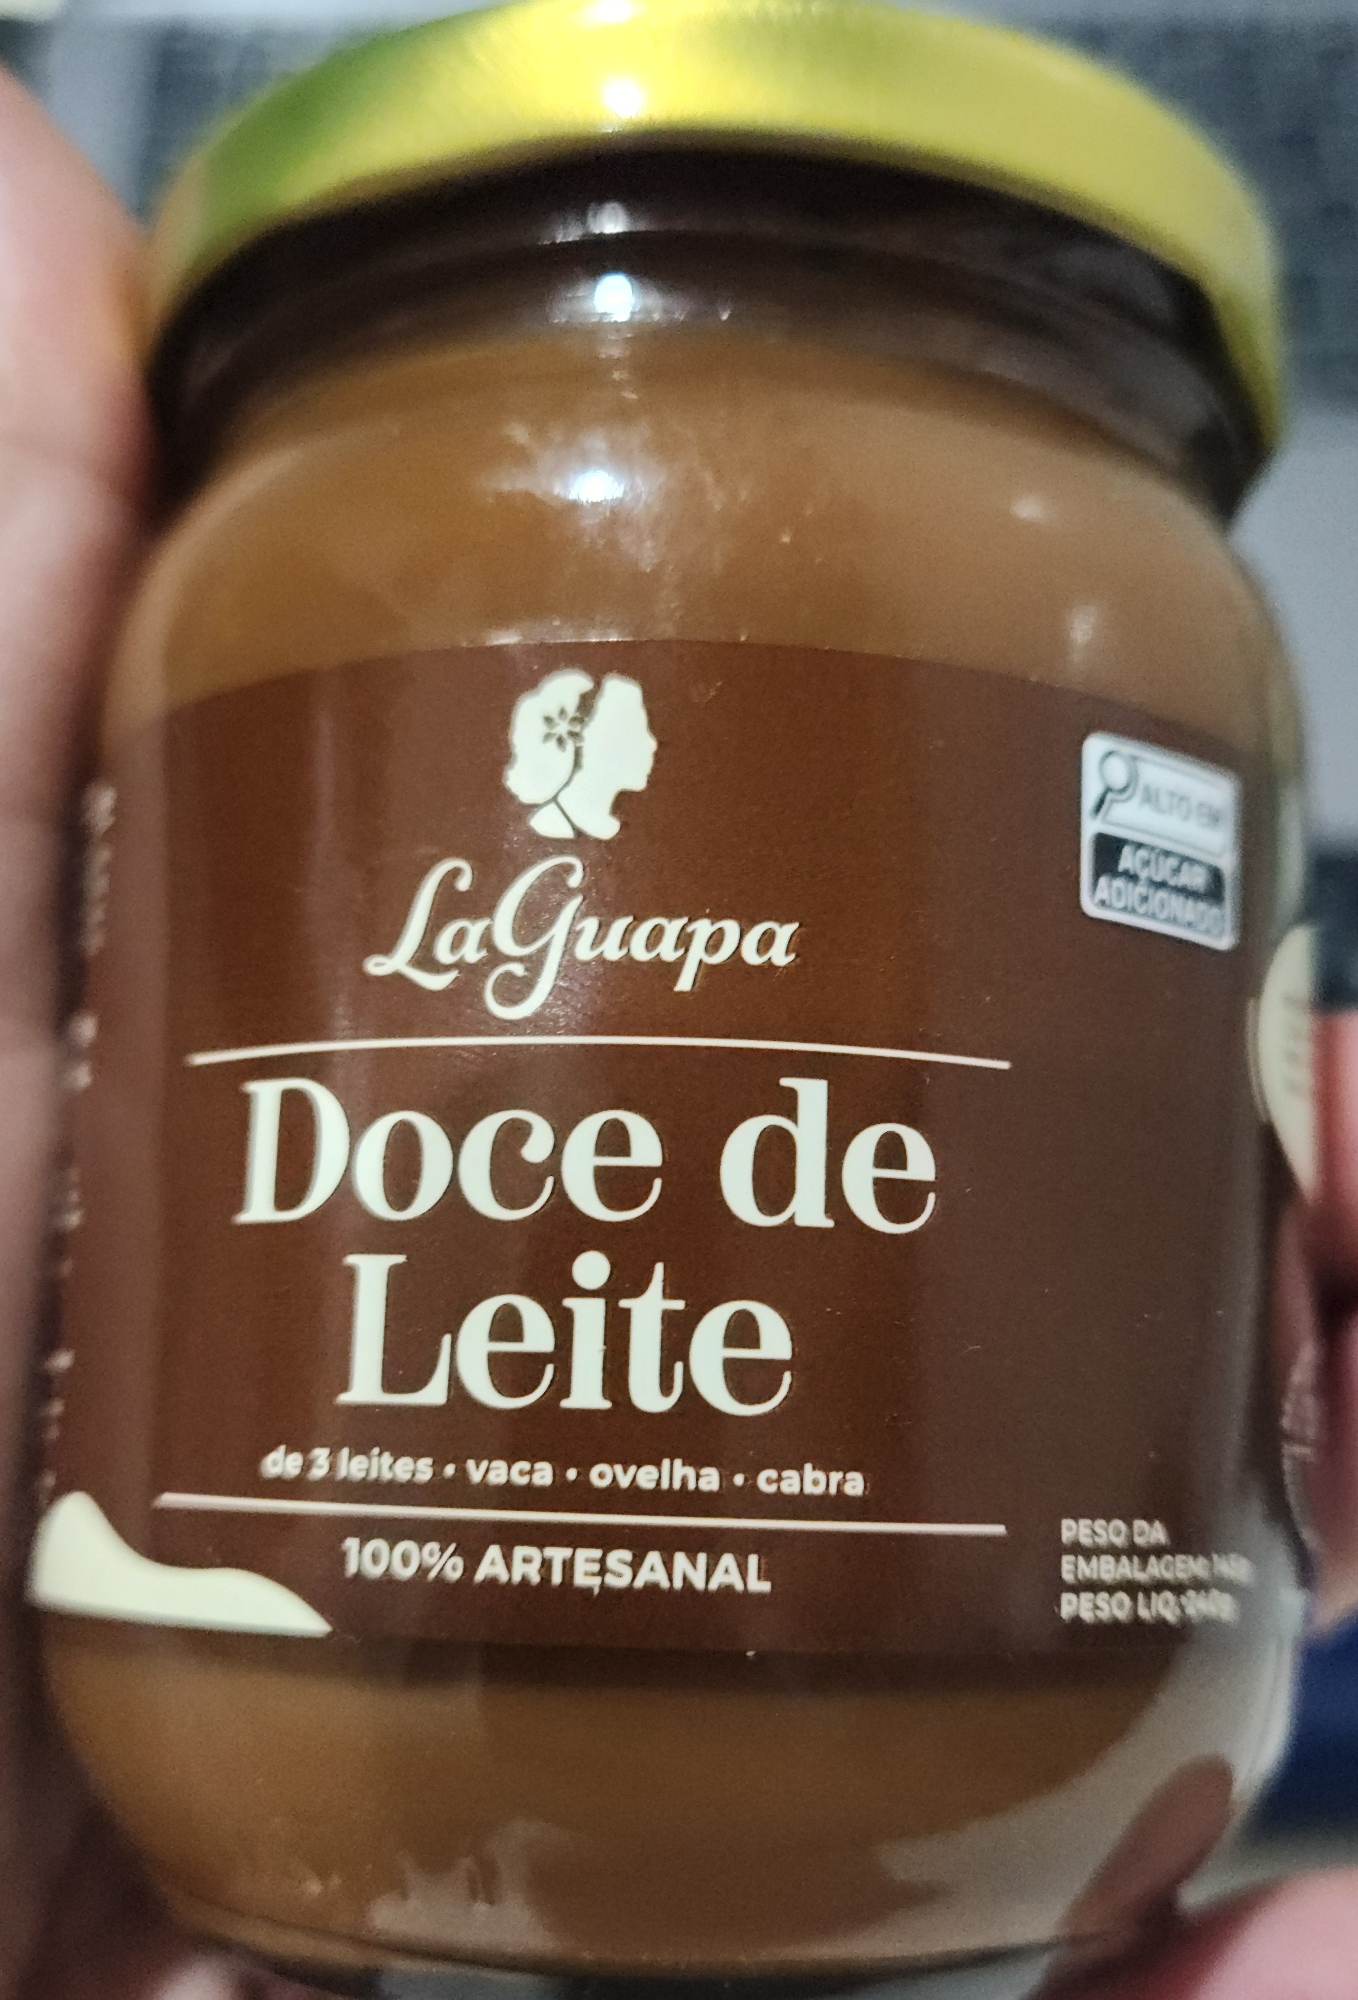 LaGuapa
ALTO EM
AÇÚCAR
ADICIONADO
Doce de
Leite
de 3 leites • vaca • ovelha • cabra
100% ARTESANAL
PESO DA
EMBALAGEM:
PESO LIQ: